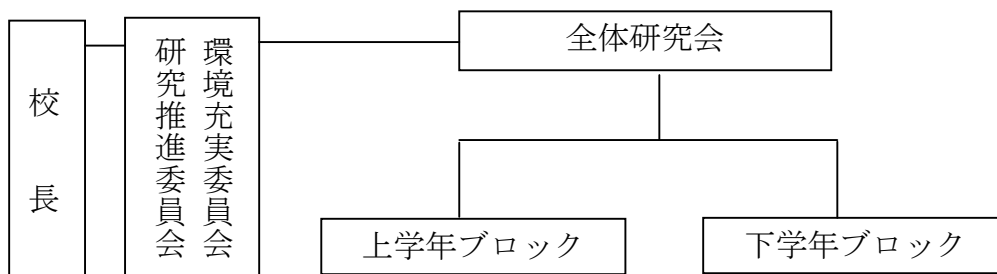 校長
環境充実委員会
研究推進委員会
全体研究会
上学年ブロック
下学年ブロック